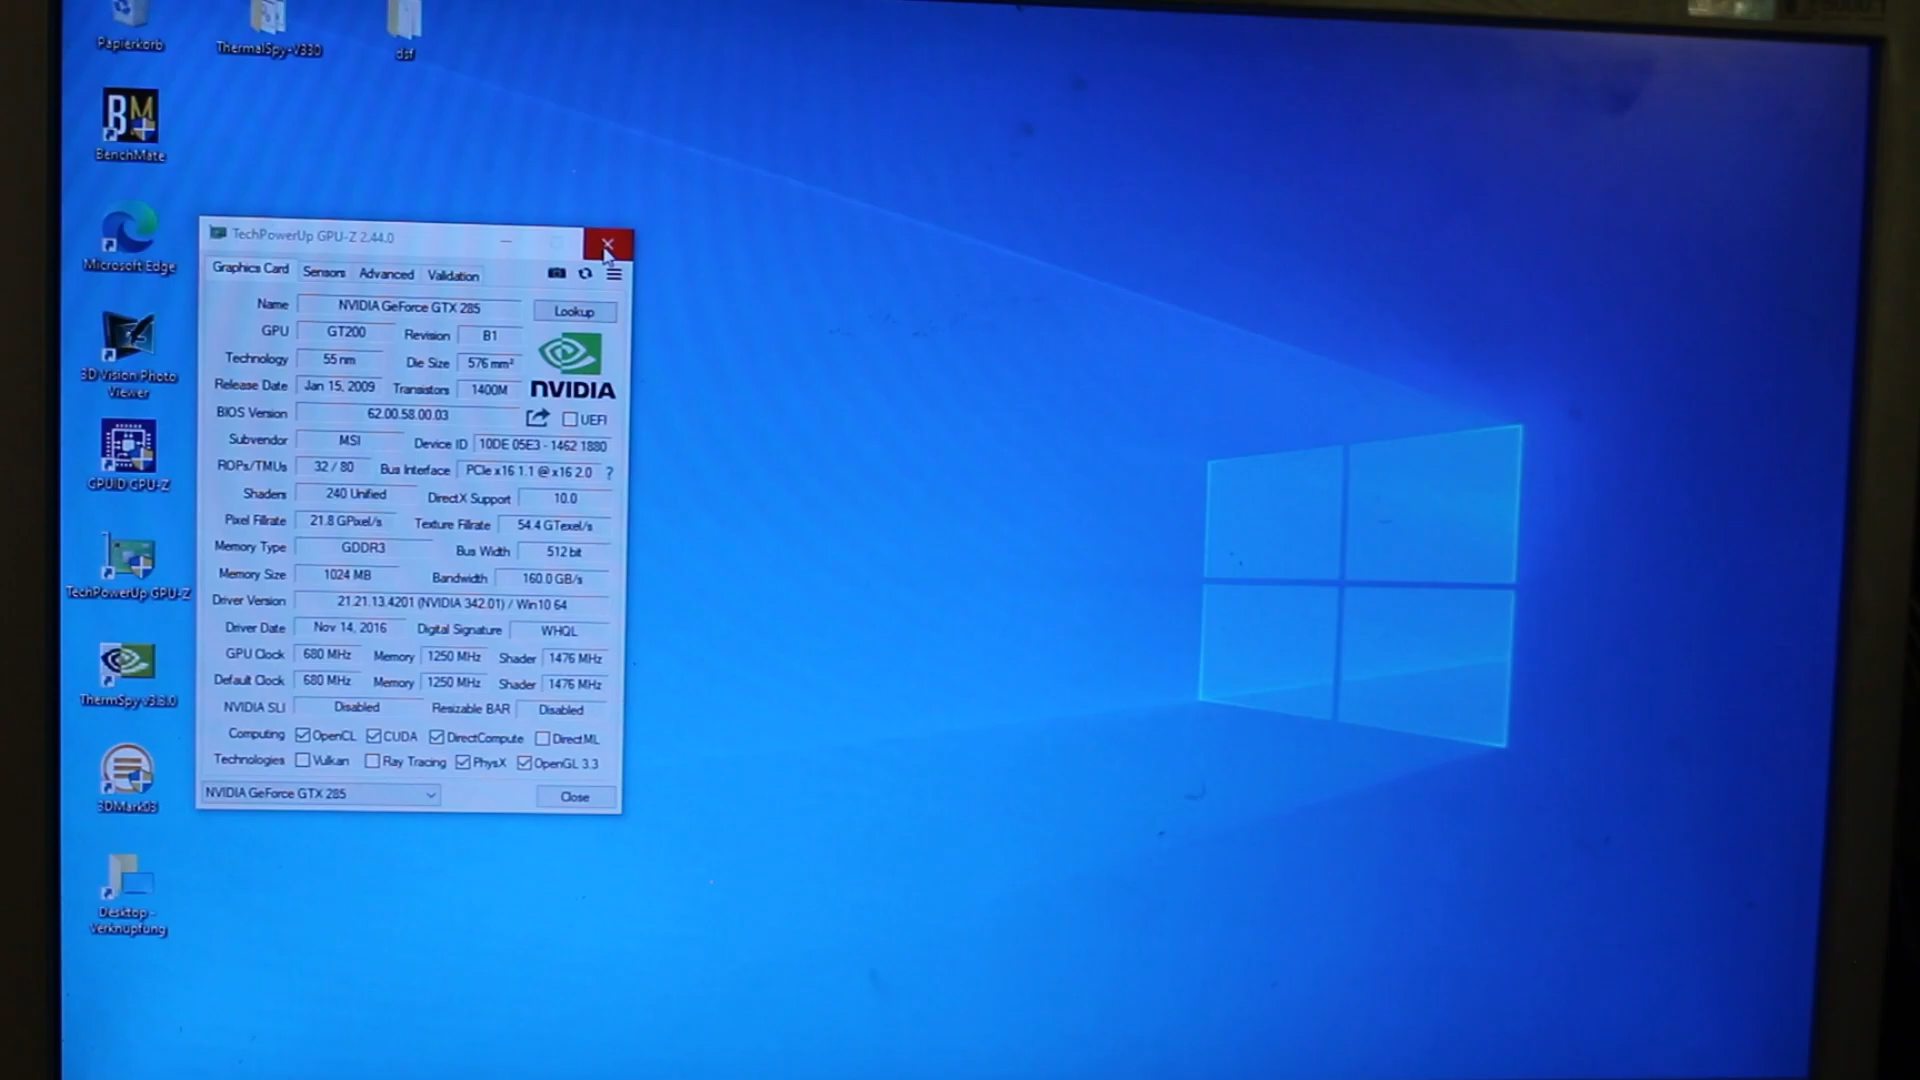 Papierkorb
ThermalSpy-V330
dsf
BM
BenchMate
Microsoft Edge
3D Vision Photo
Viewer
CPUID CPU-Z
TechPowerUp GPU-Z
ThermSpy v3.3.0
3DMark03
Desktop -
Verknüpfung
TechPowerUp GPU-Z 2.44.0
Graphics Card Sensors Advanced Validation
Name NVIDIA GeForce GTX 285 Lookup
GPU GT200 Revision B1
Technology 55 nm Die Size 576 mm²
Release Date Jan 15, 2009 Transistors 1400M
NVIDIA
BIOS Version 62.00.58.00.03 UEFI
Subvendor MSI Device ID 10DE 05E3 - 1462 1880
ROPs/TMUs 32 / 80 Bus Interface PCIe x16 1.1 @ x16 2.0 ?
Shaders 240 Unified DirectX Support 10.0
Pixel Fillrate 21.8 GPixel/s Texture Fillrate 54.4 GTexel/s
Memory Type GDDR3 Bus Width 512 bit
Memory Size 1024 MB Bandwidth 160.0 GB/s
Driver Version 21.21.13.4201 (NVIDIA 342.01) / Win10 64
Driver Date Nov 14, 2016 Digital Signature WHQL
GPU Clock 680 MHz Memory 1250 MHz Shader 1476 MHz
Default Clock 680 MHz Memory 1250 MHz Shader 1476 MHz
NVIDIA SLI Disabled Resizable BAR Disabled
Computing OpenCL CUDA DirectCompute DirectML
Technologies Vulkan Ray Tracing PhysX OpenGL 3.3
NVIDIA GeForce GTX 285 Close